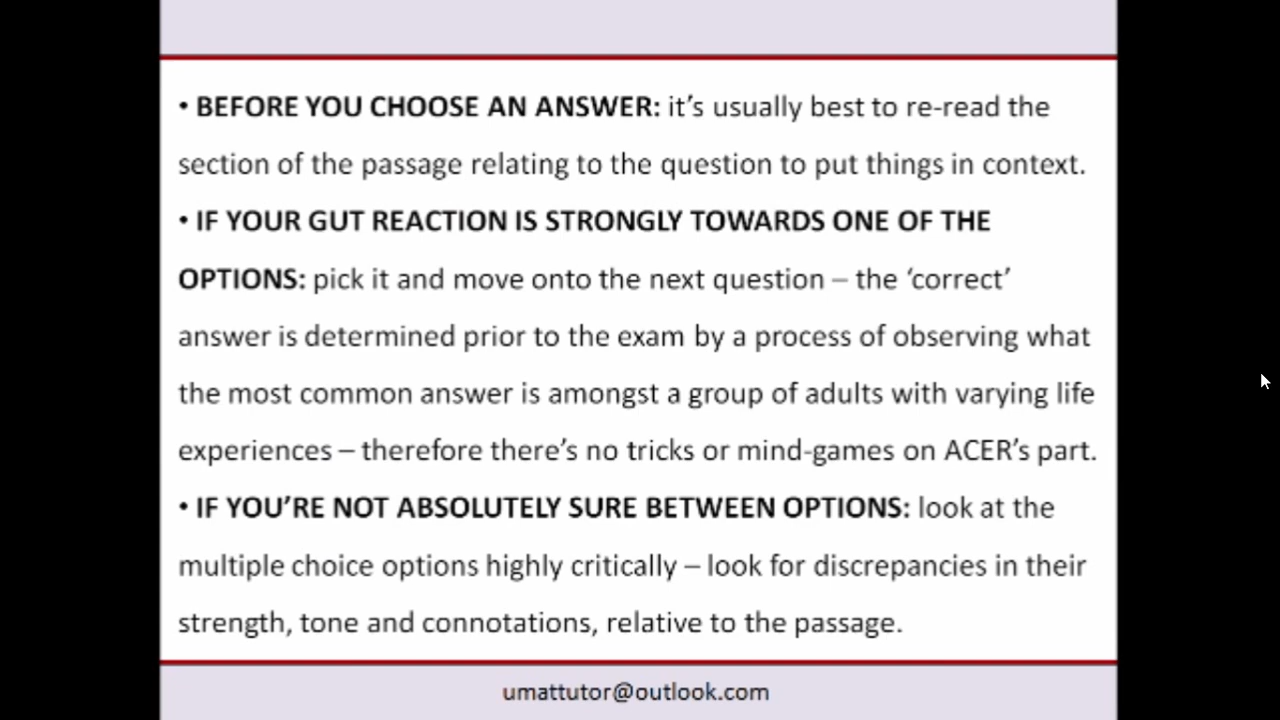 • BEFORE YOU CHOOSE AN ANSWER: it’s usually best to re-read the
section of the passage relating to the question to put things in context.
• IF YOUR GUT REACTION IS STRONGLY TOWARDS ONE OF THE
OPTIONS: pick it and move onto the next question – the ‘correct’
answer is determined prior to the exam by a process of observing what
the most common answer is amongst a group of adults with varying life
experiences – therefore there’s no tricks or mind-games on ACER’s part.
• IF YOU’RE NOT ABSOLUTELY SURE BETWEEN OPTIONS: look at the
multiple choice options highly critically – look for discrepancies in their
strength, tone and connotations, relative to the passage.
umattutor@outlook.com